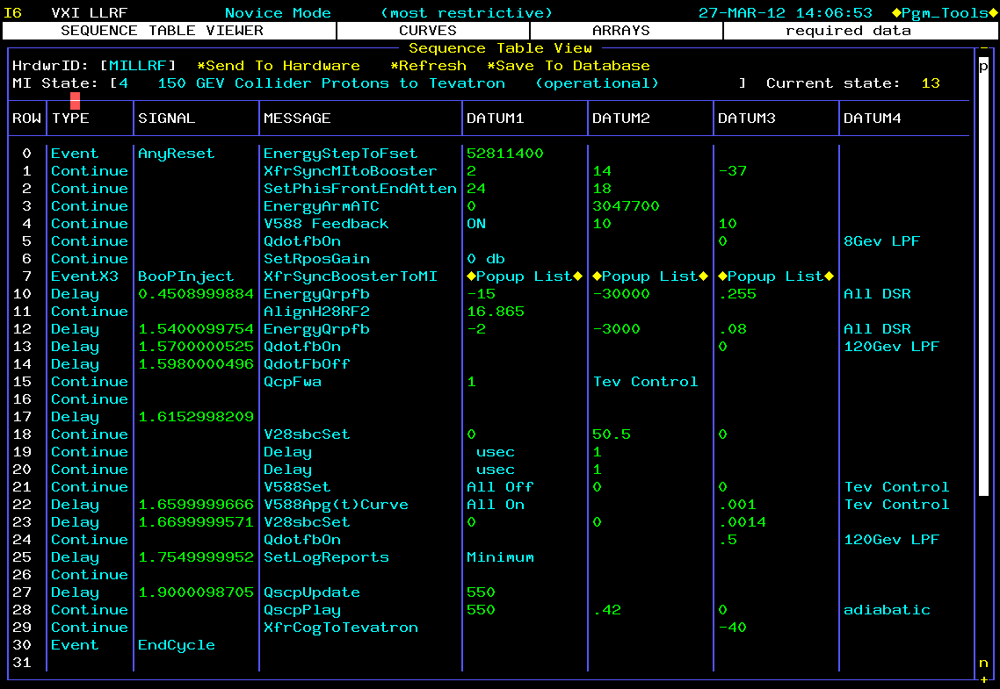 I6 VXI LLRF Novice Mode (most restrictive) 27-MAR-12 14:06:53 ◆Pgm_Tools◆
SEQUENCE TABLE VIEWER CURVES ARRAYS required data
Sequence Table View
HrdwrID: [MILLRF] *Send To Hardware *Refresh *Save To Database p
MI State: [4 150 GEV Collider Protons to Tevatron (operational) ] Current state: 13
ROW TYPE SIGNAL MESSAGE DATUM1 DATUM2 DATUM3 DATUM4
0 Event AnyReset EnergyStepToFset 52811400
1 Continue XfrSyncMItoBooster 2 14 -37
2 Continue SetPhisFrontEndAtten 24 18
3 Continue EnergyArmATC 0 3047700
4 Continue V588 Feedback ON 10 10
5 Continue QdotfbOn 0 8Gev LPF
6 Continue SetRposGain 0 db
7 EventX3 BooPInject XfrSyncBoosterToMI ◆Popup List◆ ◆Popup List◆ ◆Popup List◆
10 Delay 0.4508999884 EnergyQrpfb -15 -30000 .255 All DSR
11 Continue AlignH28RF2 16.865
12 Delay 1.5400099754 EnergyQrpfb -2 -3000 .08 All DSR
13 Delay 1.5700000525 QdotfbOn 0 120Gev LPF
14 Delay 1.5980000496 QdotFbOff
15 Continue QcpFwa 1 Tev Control
16 Continue
17 Delay 1.6152998209
18 Continue V28sbcSet 0 50.5 0
19 Continue Delay usec 1
20 Continue Delay usec 1
21 Continue V588Set All Off 0 0 Tev Control
22 Delay 1.6599999666 V588Apg(t)Curve All On .001 Tev Control
23 Delay 1.6699999571 V28sbcSet 0 0 .0014
24 Continue QdotfbOn .5 120Gev LPF
25 Delay 1.7549999952 SetLogReports Minimum
26 Continue
27 Delay 1.9000098705 QscpUpdate 550
28 Continue QscpPlay 550 .42 0 adiabatic
29 Continue XfrCogToTevatron -40
30 Event EndCycle
31 n
+